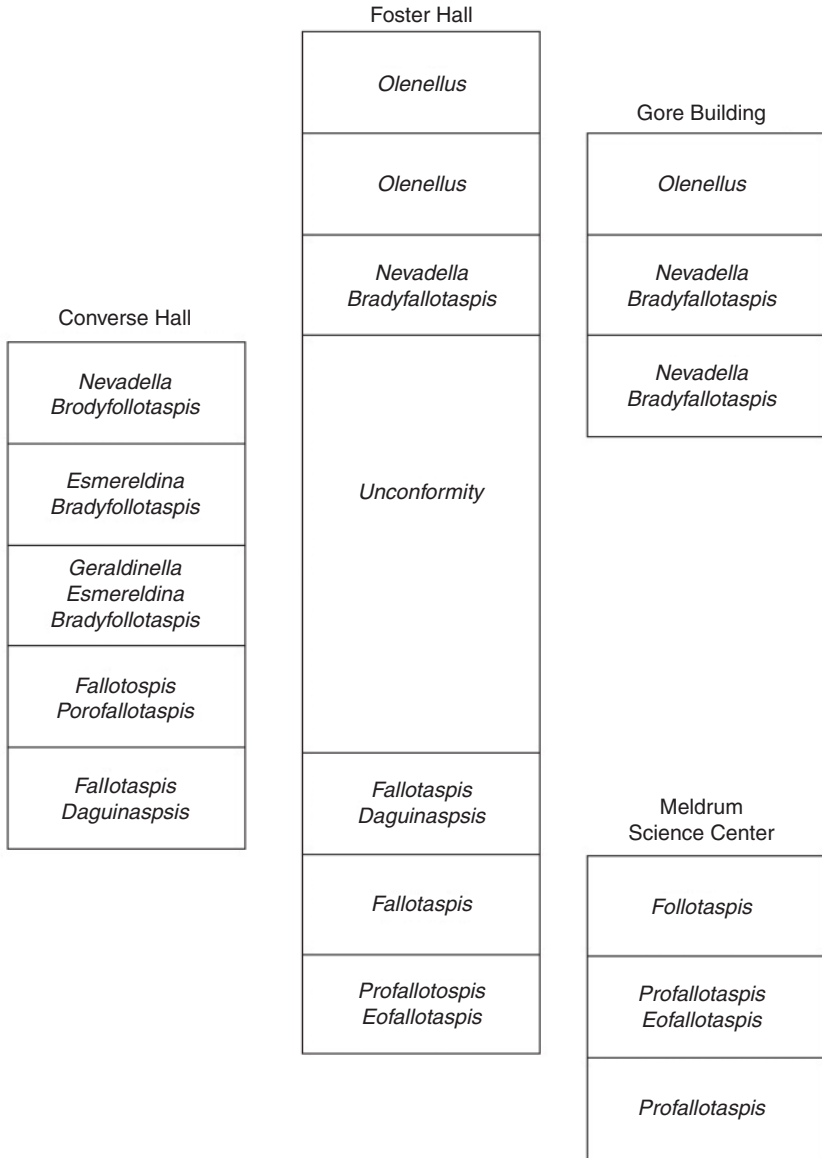 Foster Hall
Olenellus
Olenellus
Nevadella
Bradyfallotaspis
Unconformity
Fallotaspis
Daguinaspsis
Fallotaspis
Profallotospis
Eofallotaspis
Gore Building
Olenellus
Nevadella
Bradyfallotaspis
Nevadella
Bradyfallotaspis
Converse Hall
Nevadella
Brodyfollotaspis
Esmereldina
Bradyfollotaspis
Geraldinella
Esmereldina
Bradyfollotaspis
Fallotospis
Porofallotaspis
Fallotaspis
Daguinaspsis
Meldrum
Science Center
Follotaspis
Profallotaspis
Eofallotaspis
Profallotaspis